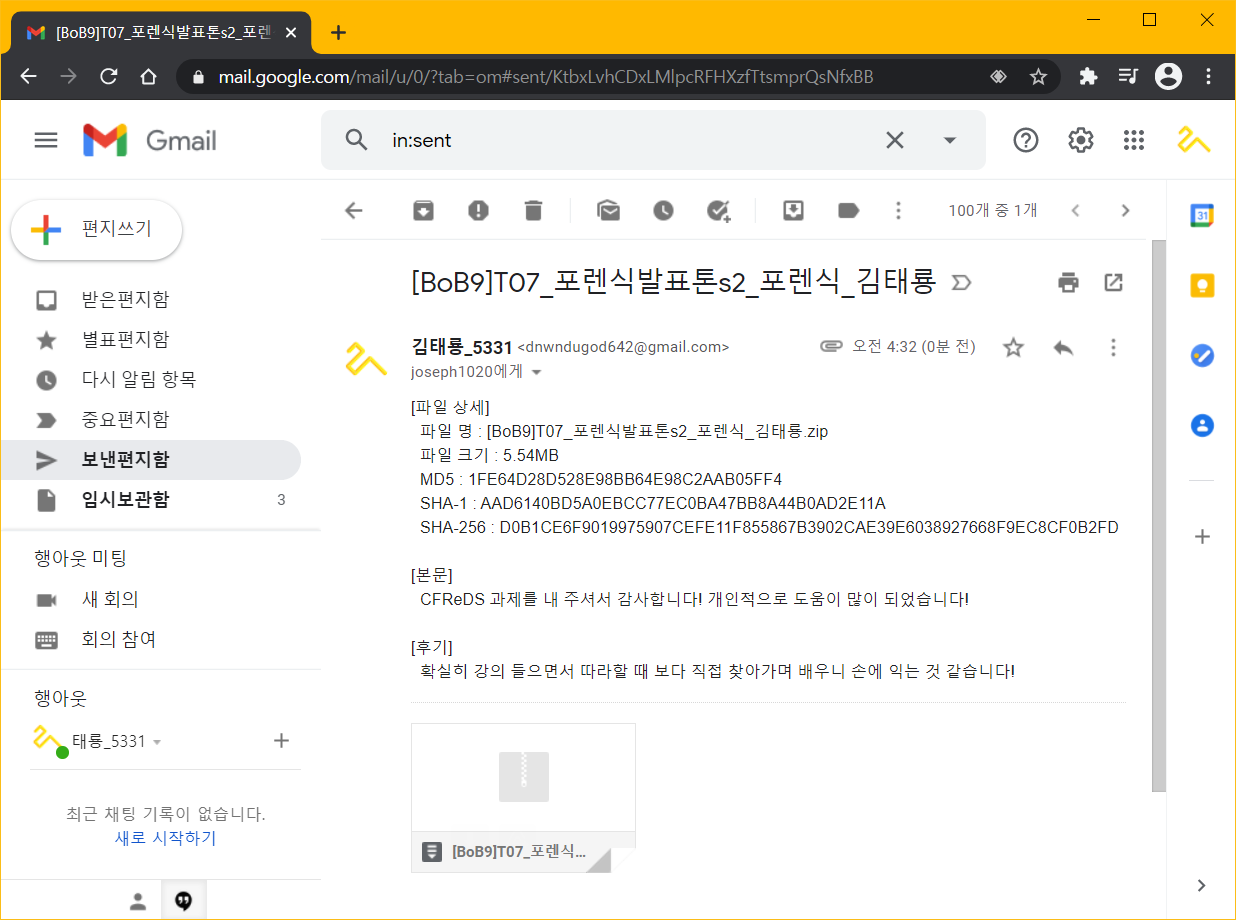 [BoB9]T07_포렌식발표톤s2_포렌
mail.google.com/mail/u/0/?tab=om#sent/KtbxLvhCDxLMlpcRFHXzfTtsmprQsNfxBB
Gmail
in:sent
편지쓰기
100개 중 1개
31
받은편지함
별표편지함
다시 알림 항목
중요편지함
보낸편지함
임시보관함 3
행아웃 미팅
새 회의
회의 참여
행아웃
태룡_5331
최근 채팅 기록이 없습니다.
새로 시작하기
[BoB9]T07_포렌식발표톤s2_포렌식_김태룡
김태룡_5331 <dnwndugod642@gmail.com>
오전 4:32 (0분 전)
joseph1020에게
[파일 상세]
파일 명 : [BoB9]T07_포렌식발표톤s2_포렌식_김태룡.zip
파일 크기 : 5.54MB
MD5 : 1FE64D28D528E98BB64E98C2AAB05FF4
SHA-1 : AAD6140BD5A0EBCC77EC0BA47BB8A44B0AD2E11A
SHA-256 : D0B1CE6F9019975907CEFE11F855867B3902CAE39E6038927668F9EC8CF0B2FD
[본문]
CFReDS 과제를 내 주셔서 감사합니다! 개인적으로 도움이 많이 되었습니다!
[후기]
확실히 강의 들으면서 따라할 때 보다 직접 찾아가며 배우니 손에 익는 것 같습니다!
[BoB9]T07_포렌식...